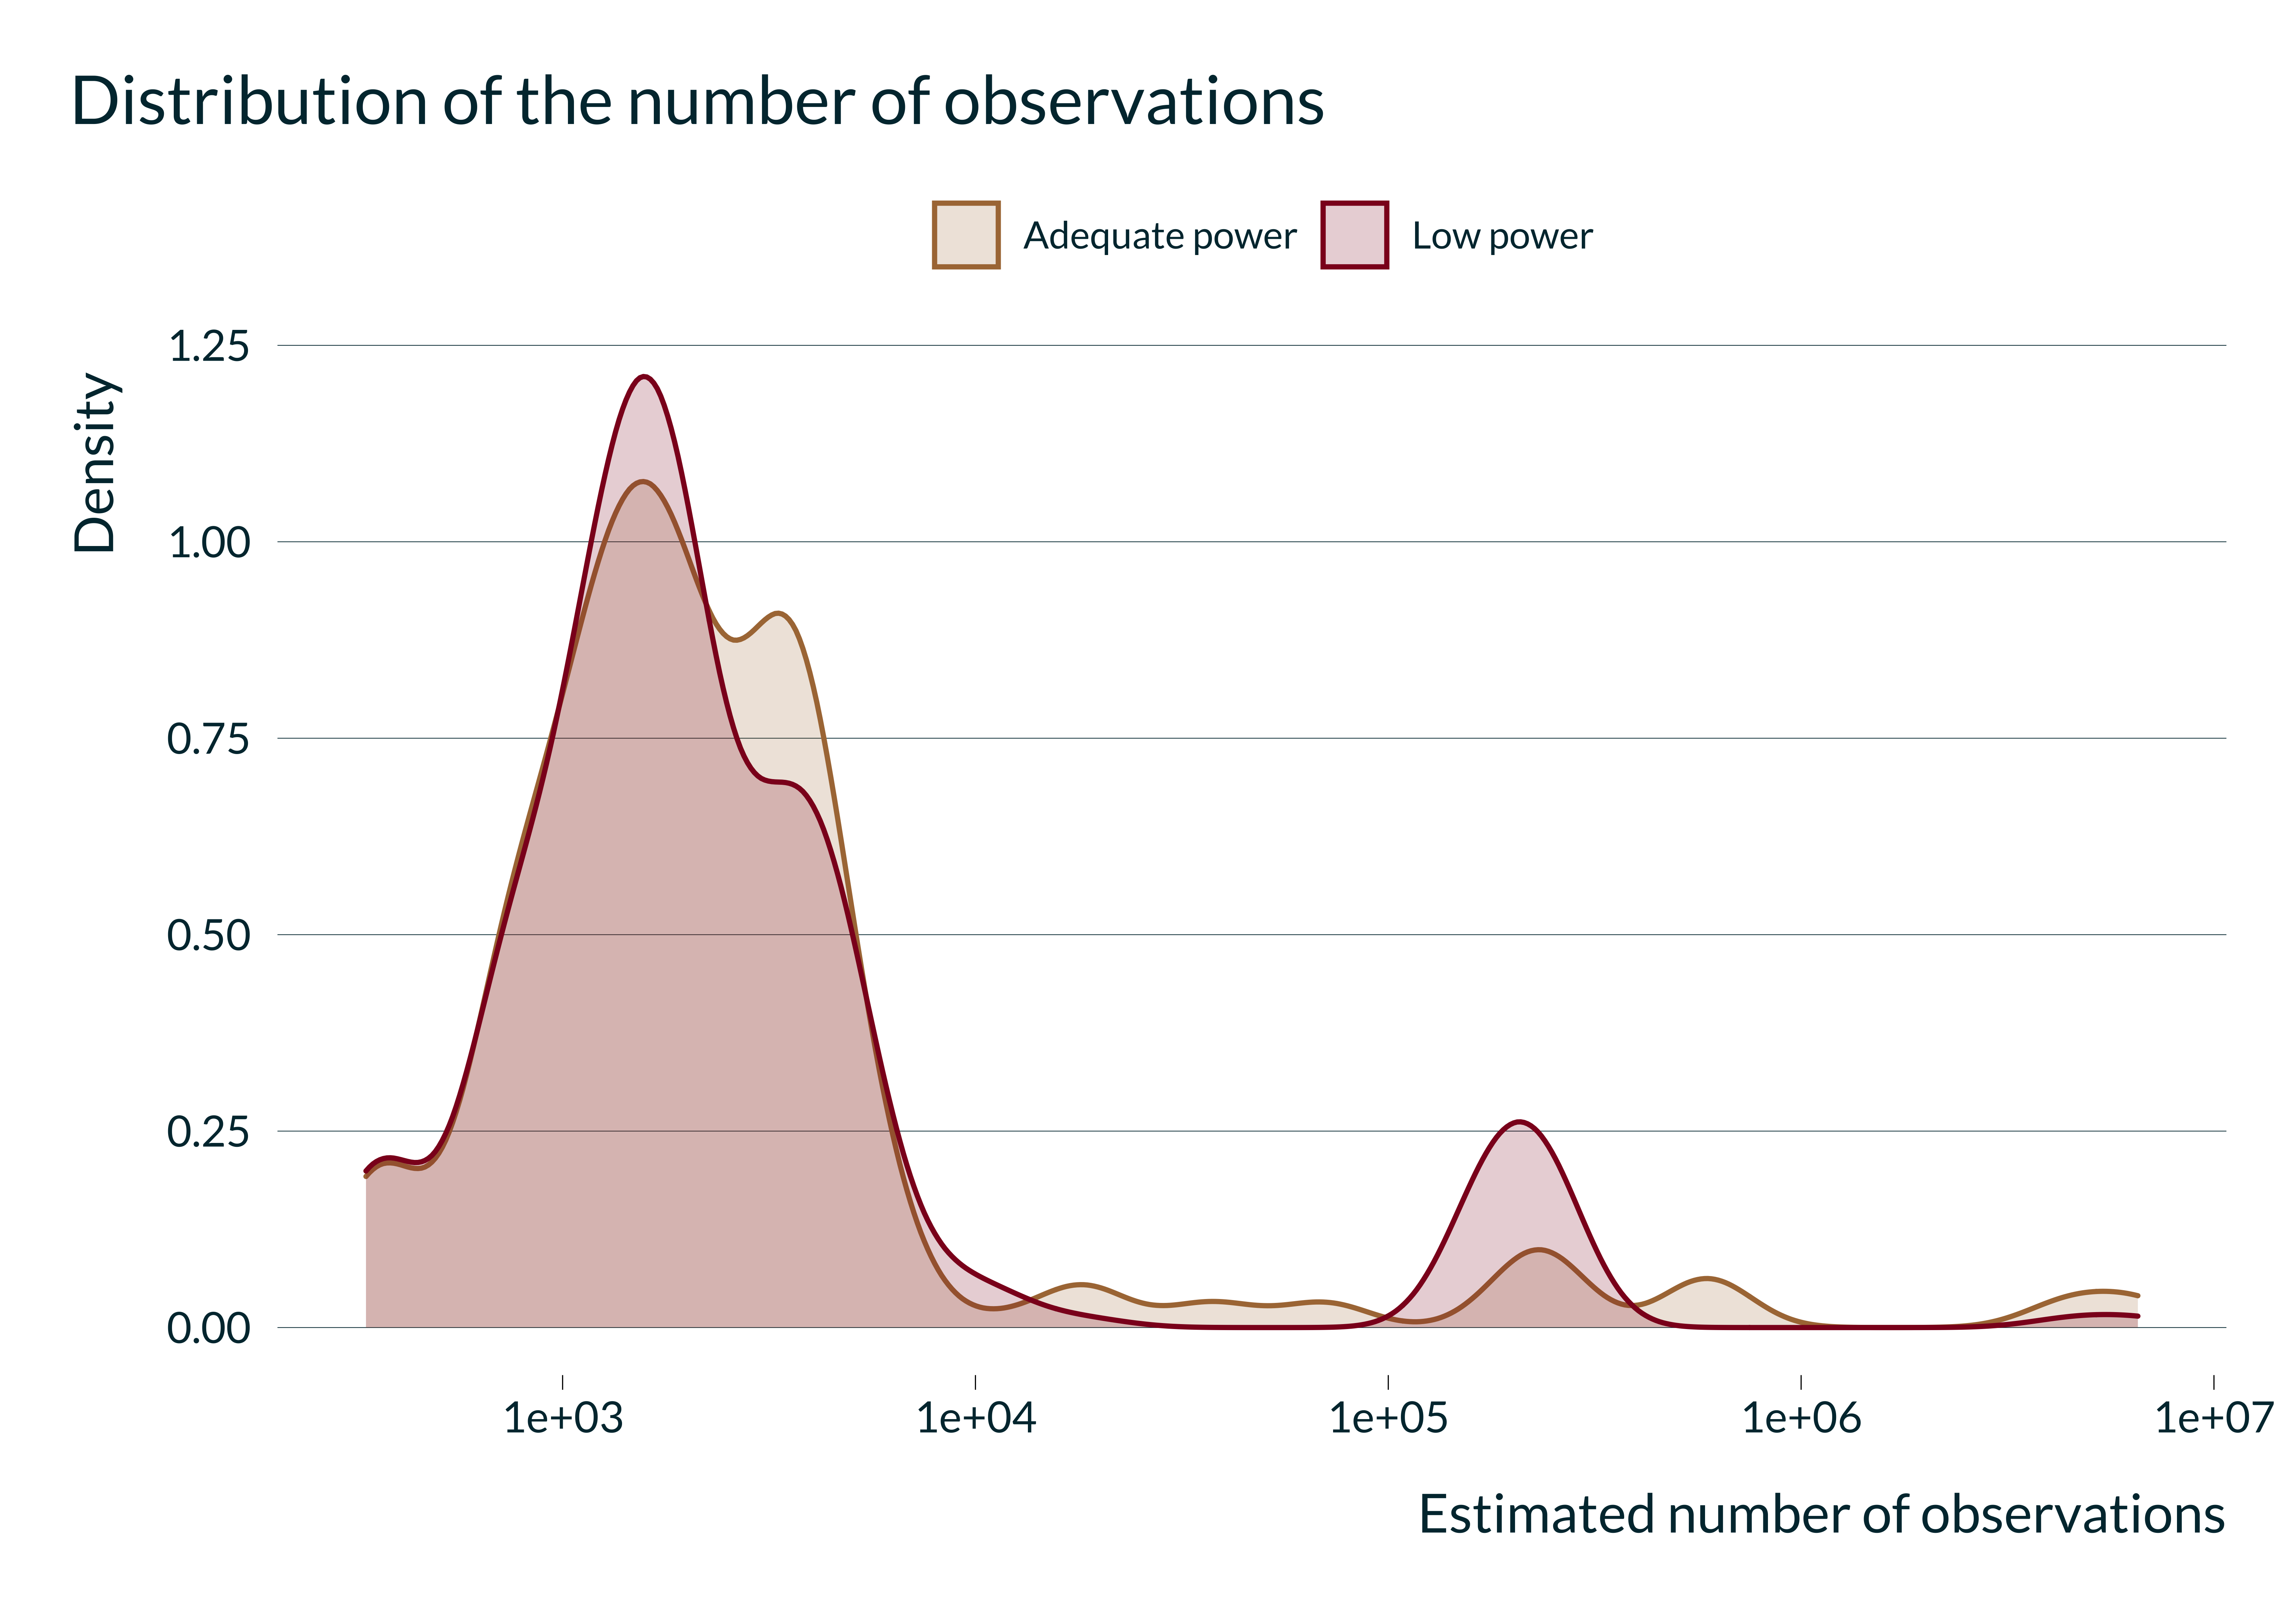 Distribution of the number of observations
Adequate power Low power
Density
1.25
1.00
0.75
0.50
0.25
0.00
1e+03 1e+04 1e+05 1e+06 1e+07
Estimated number of observations